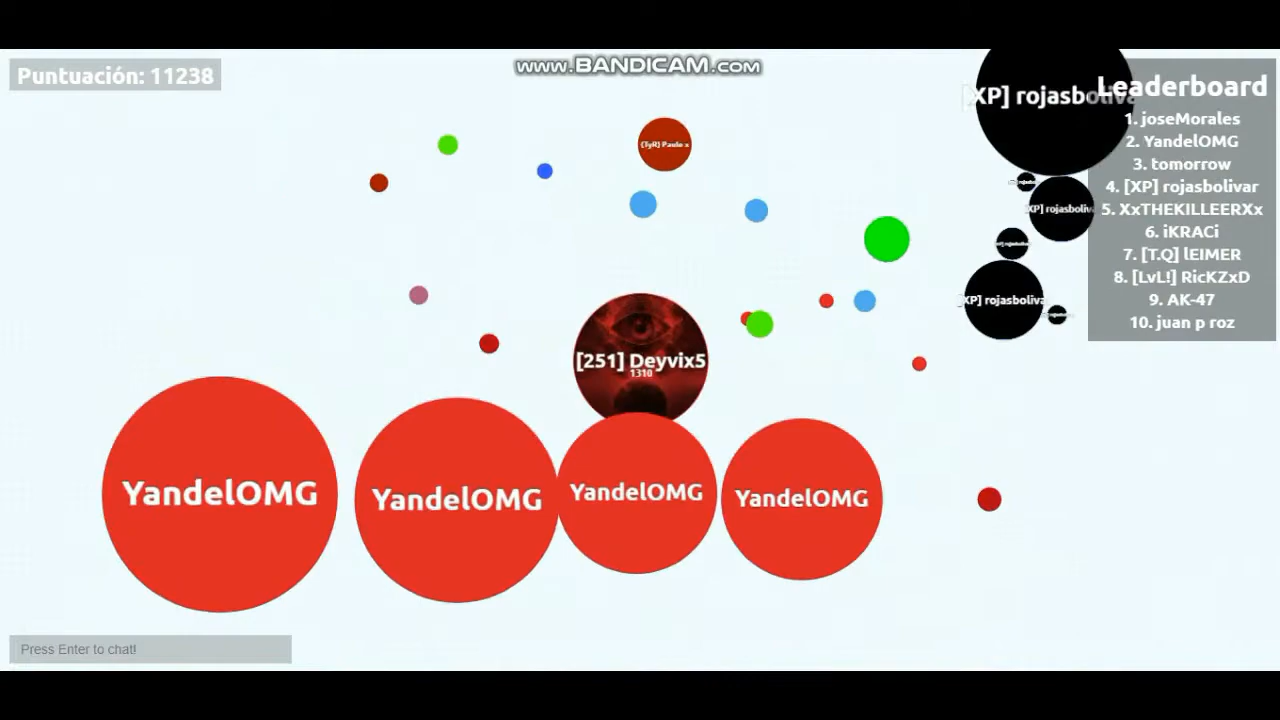 www.BANDICAM.com
Puntuación: 11238
Leaderboard
1. joseMorales
2. YandelOMG
3. tomorrow
4. [XP] rojasbolivar
5. XxTHEKILLEERXx
6. iKRACi
7. [T.Q] lEIMER
8. [LvL!] RicKZxD
9. AK-47
10. juan p roz
[XP] rojasboliva
[TyR] Paulo x
XP] rojasboliv
[XP] rojasboliva
[251] Deyvix5
1310
YandelOMG
YandelOMG
YandelOMG
YandelOMG
Press Enter to chat!